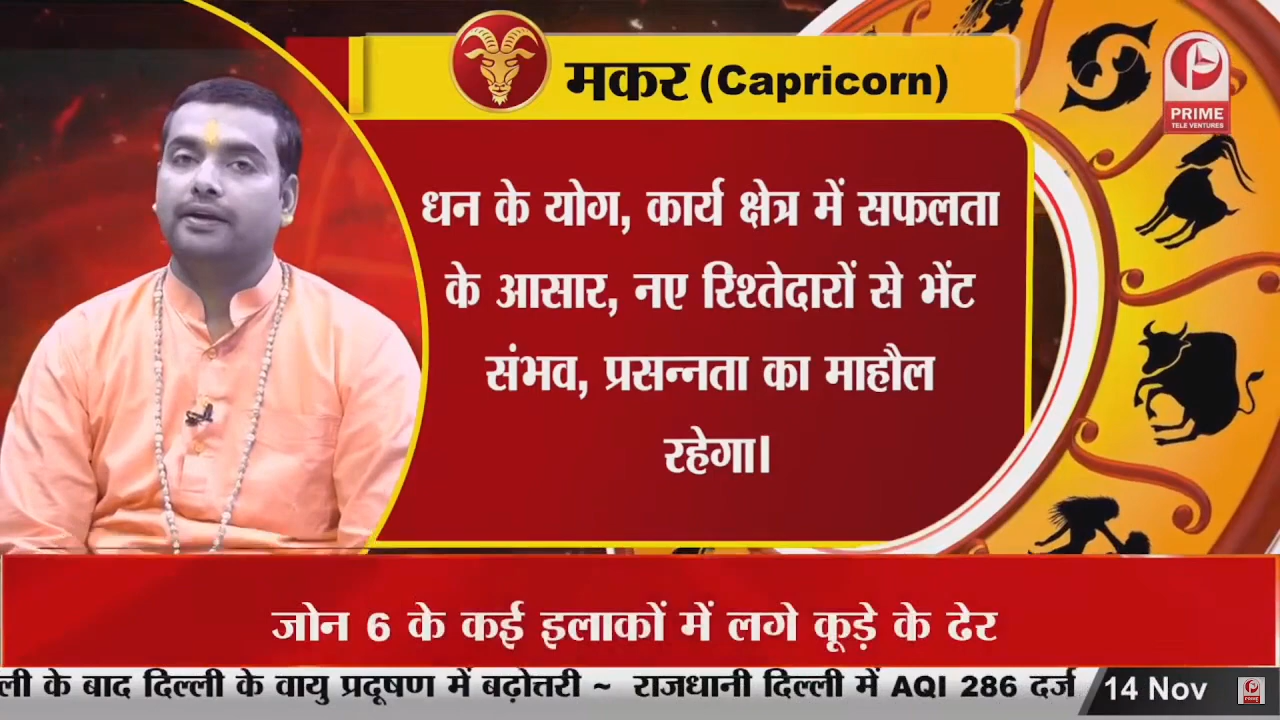 मकर (Capricorn)
PRIME
TELE VENTURES
धन के योग, कार्य क्षेत्र में सफलता
के आसार, नए रिश्तेदारों से भेंट
संभव, प्रसन्नता का माहौल
रहेगा।
जोन 6 के कई इलाकों में लगे कूड़े के ढेर
ली के बाद दिल्ली के वायु प्रदूषण में बढ़ोत्तरी ~ राजधानी दिल्ली में AQI 286 दर्ज
14 Nov